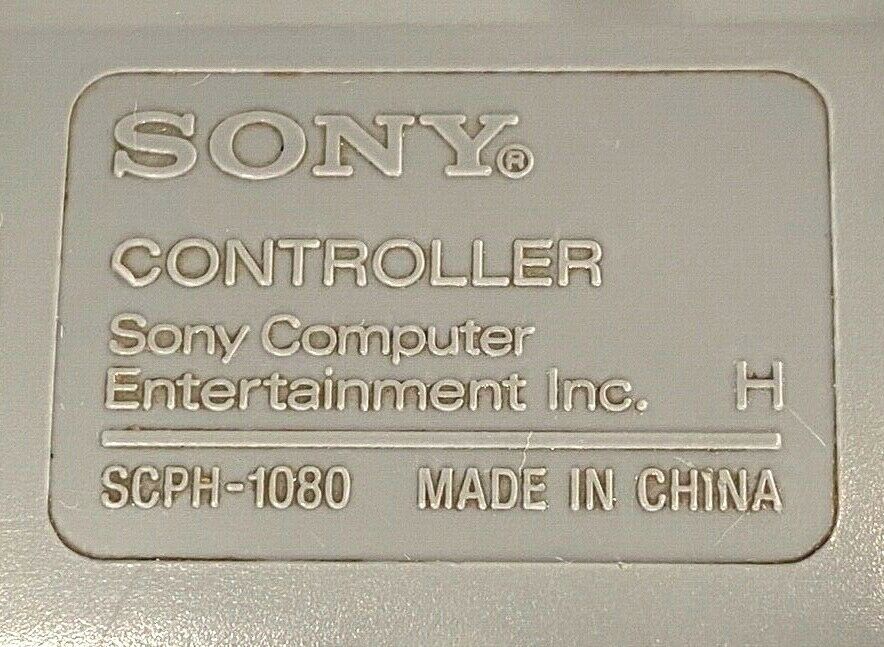 SONY®
CONTROLLER
Sony Computer
Entertainment Inc. H
SCPH-1080 MADE IN CHINA